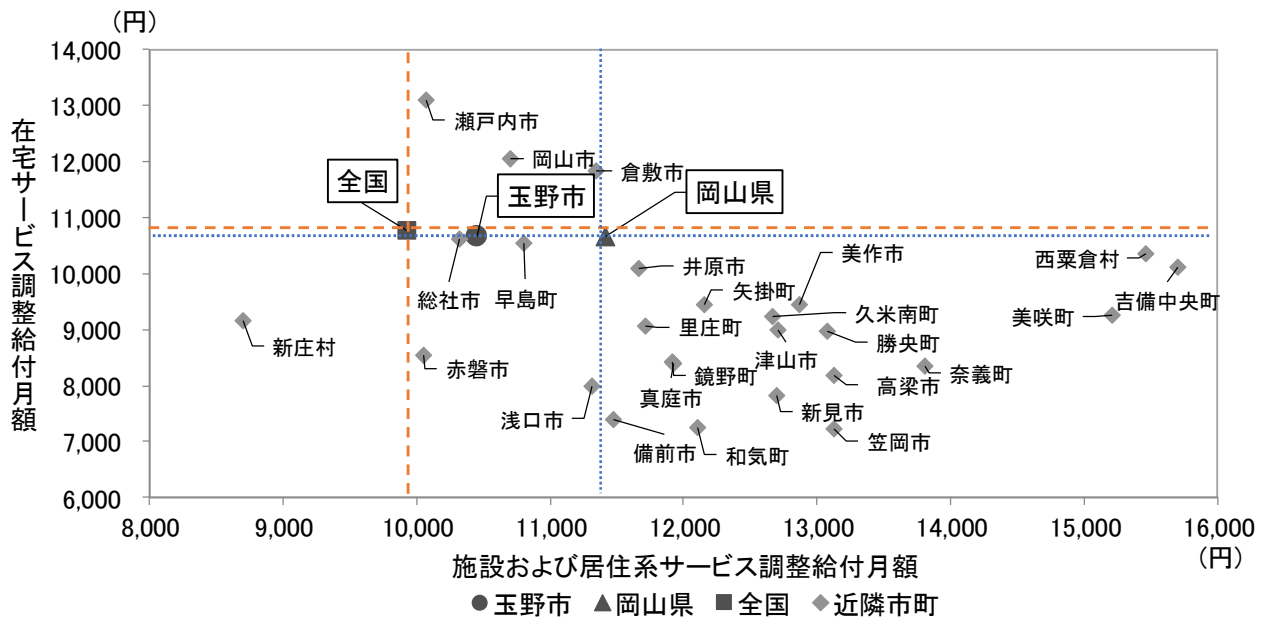 (円)
14,000
13,000
12,000
11,000
10,000
9,000
8,000
7,000
6,000
在宅サービス調整給付月額
瀬戸内市
岡山市
倉敷市
全国
玉野市
岡山県
総社市
早島町
井原市
美作市
西粟倉村
矢掛町
吉備中央町
久米南町
美咲町
里庄町
新庄村
津山市
勝央町
赤磐市
鏡野町
高梁市
奈義町
真庭市
浅口市
新見市
備前市
和気町
笠岡市
8,000
9,000
10,000
11,000
12,000
13,000
14,000
15,000
16,000
(円)
施設および居住系サービス調整給付月額
玉野市
岡山県
全国
近隣市町